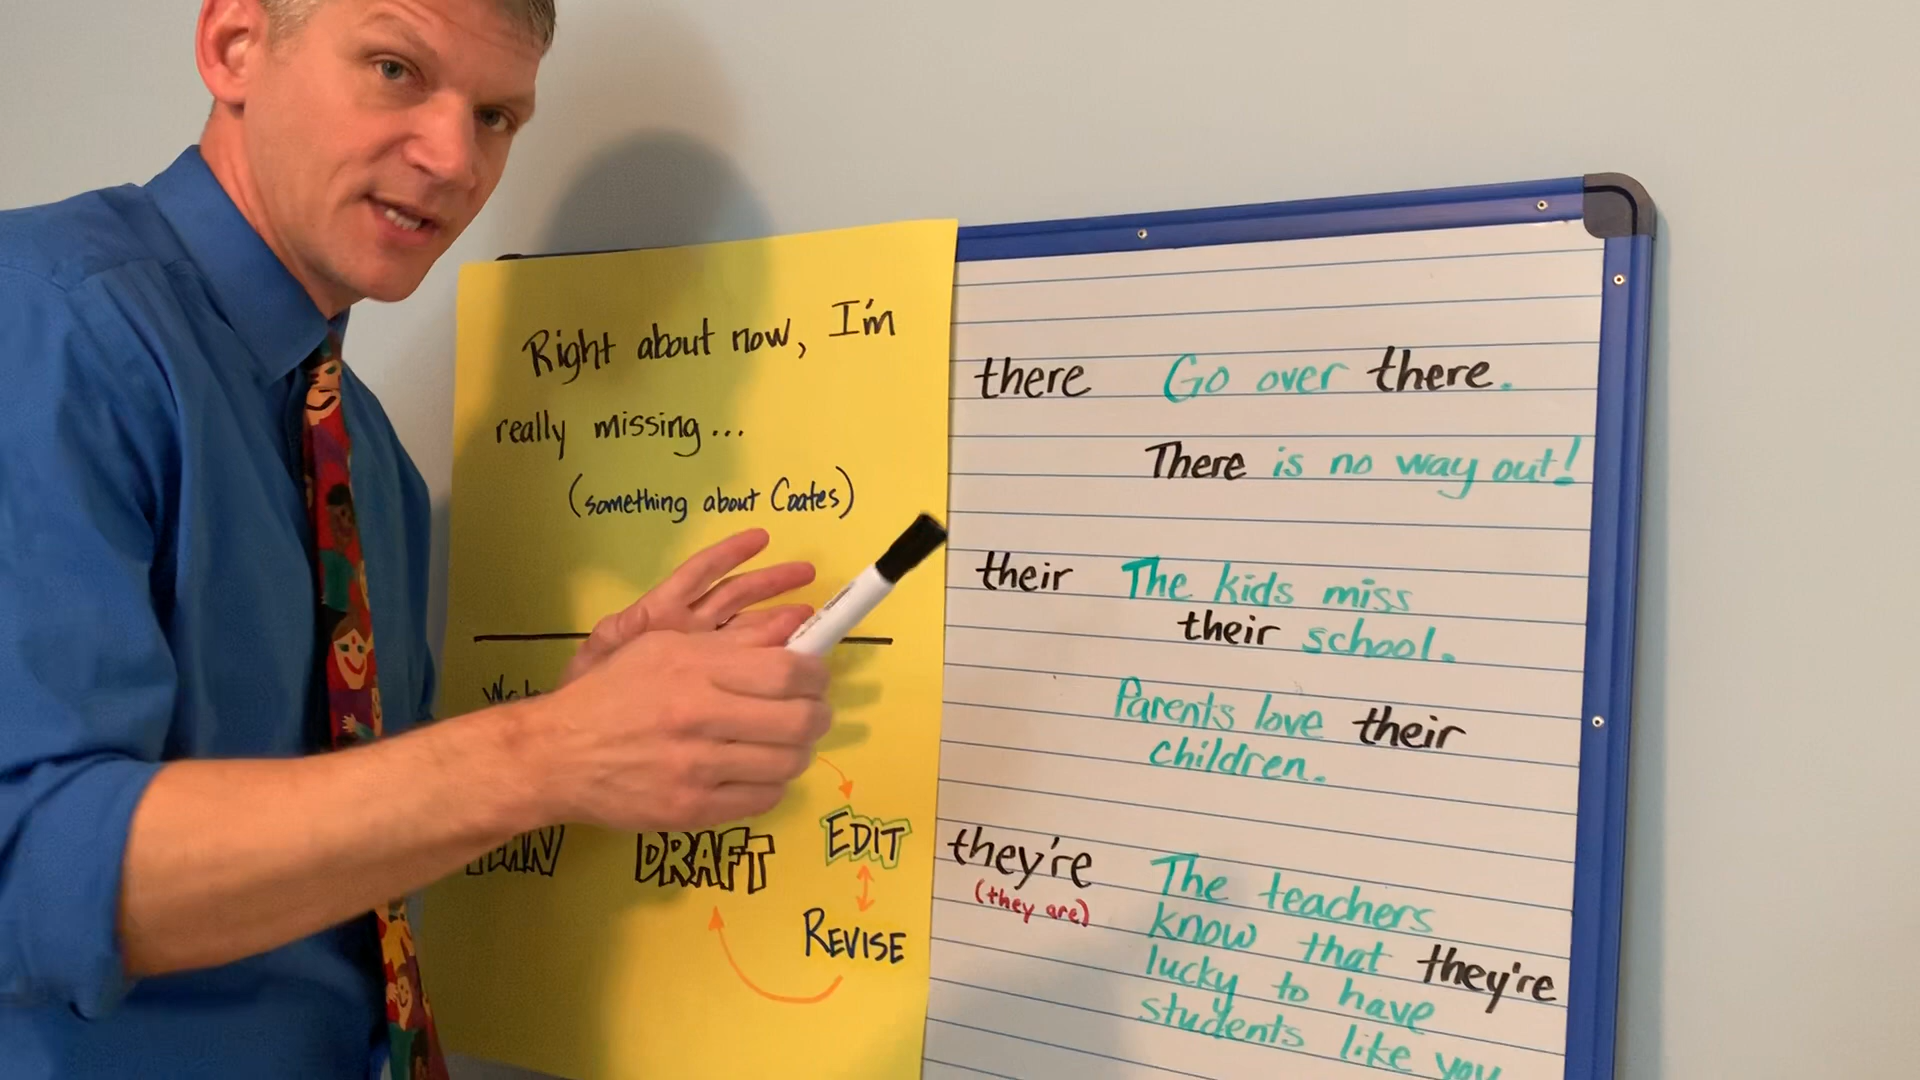 Right about now, I'm
really missing...
(something about Coates)
DRAFT
EDIT
REVISE
there Go over there.
There is no way out!
their The kids miss
their school.
Parents love their
children.
they're The teachers
(they are) know that they're
lucky to have
students like you